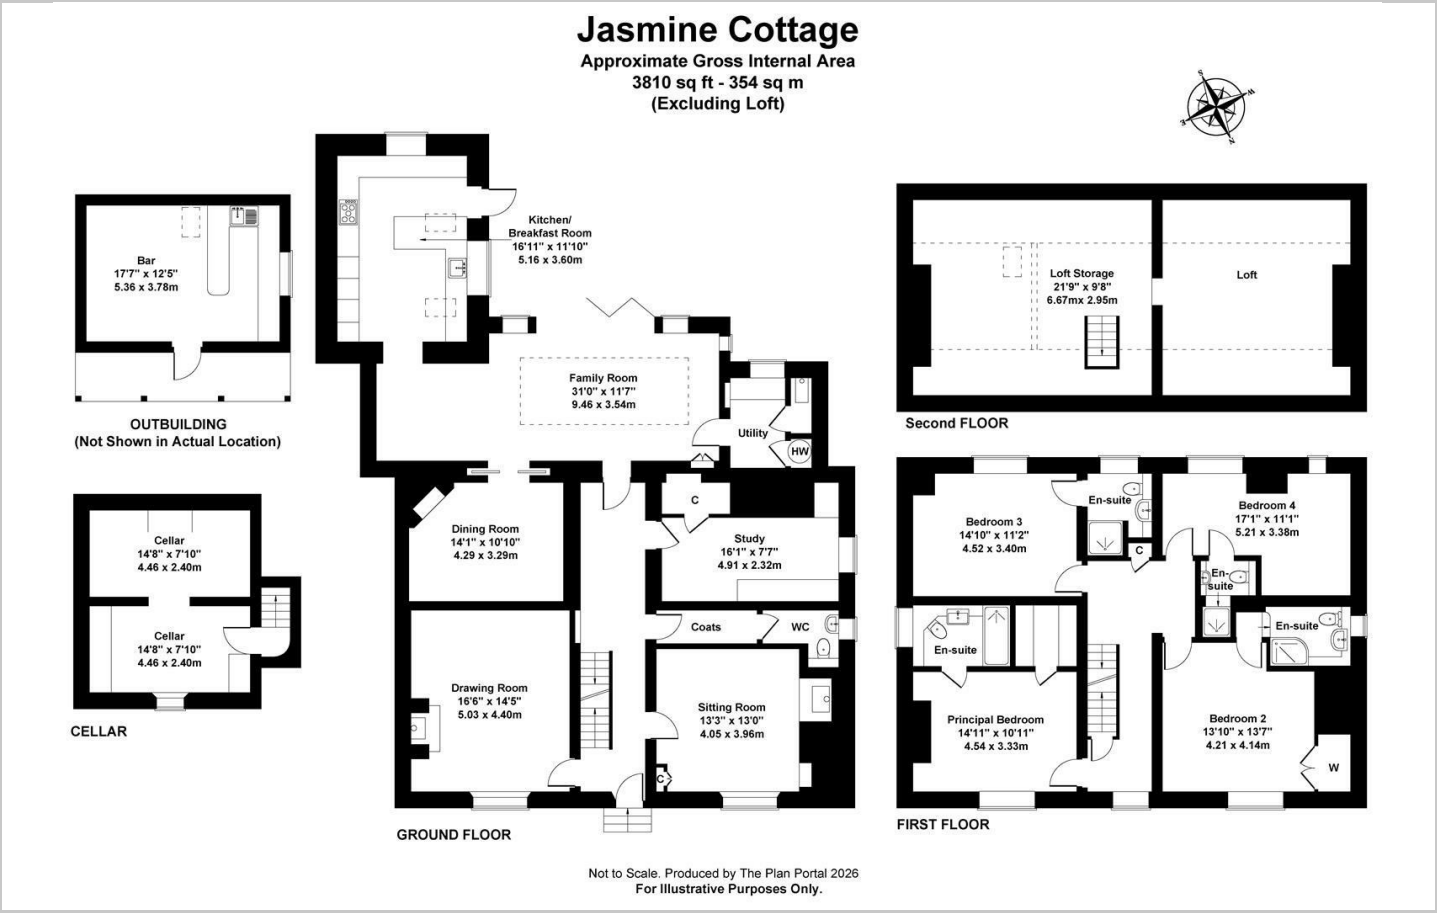 Jasmine Cottage
Approximate Gross Internal Area
3810 sq ft - 354 sq m
(Excluding Loft)
S
W
E
N
Bar
17'7" x 12'5"
5.36 x 3.78m
OUTBUILDING
(Not Shown in Actual Location)
Cellar
14'8" x 7'10"
4.46 x 2.40m
Cellar
14'8" x 7'10"
4.46 x 2.40m
CELLAR
Kitchen/
Breakfast Room
16'11" x 11'10"
5.16 x 3.60m
Family Room
31'0" x 11'7"
9.46 x 3.54m
Utility
HW
Dining Room
14'1" x 10'10"
4.29 x 3.29m
C
Study
16'1" x 7'7"
4.91 x 2.32m
Coats
WC
Drawing Room
16'6" x 14'5"
5.03 x 4.40m
Sitting Room
13'3" x 13'0"
4.05 x 3.96m
C
GROUND FLOOR
Loft Storage
21'9" x 9'8"
6.67mx 2.95m
Loft
Second FLOOR
Bedroom 3
14'10" x 11'2"
4.52 x 3.40m
En-suite
C
Bedroom 4
17'1" x 11'1"
5.21 x 3.38m
En-
suite
En-suite
En-suite
Principal Bedroom
14'11" x 10'11"
4.54 x 3.33m
Bedroom 2
13'10" x 13'7"
4.21 x 4.14m
W
FIRST FLOOR
Not to Scale. Produced by The Plan Portal 2026
For Illustrative Purposes Only.